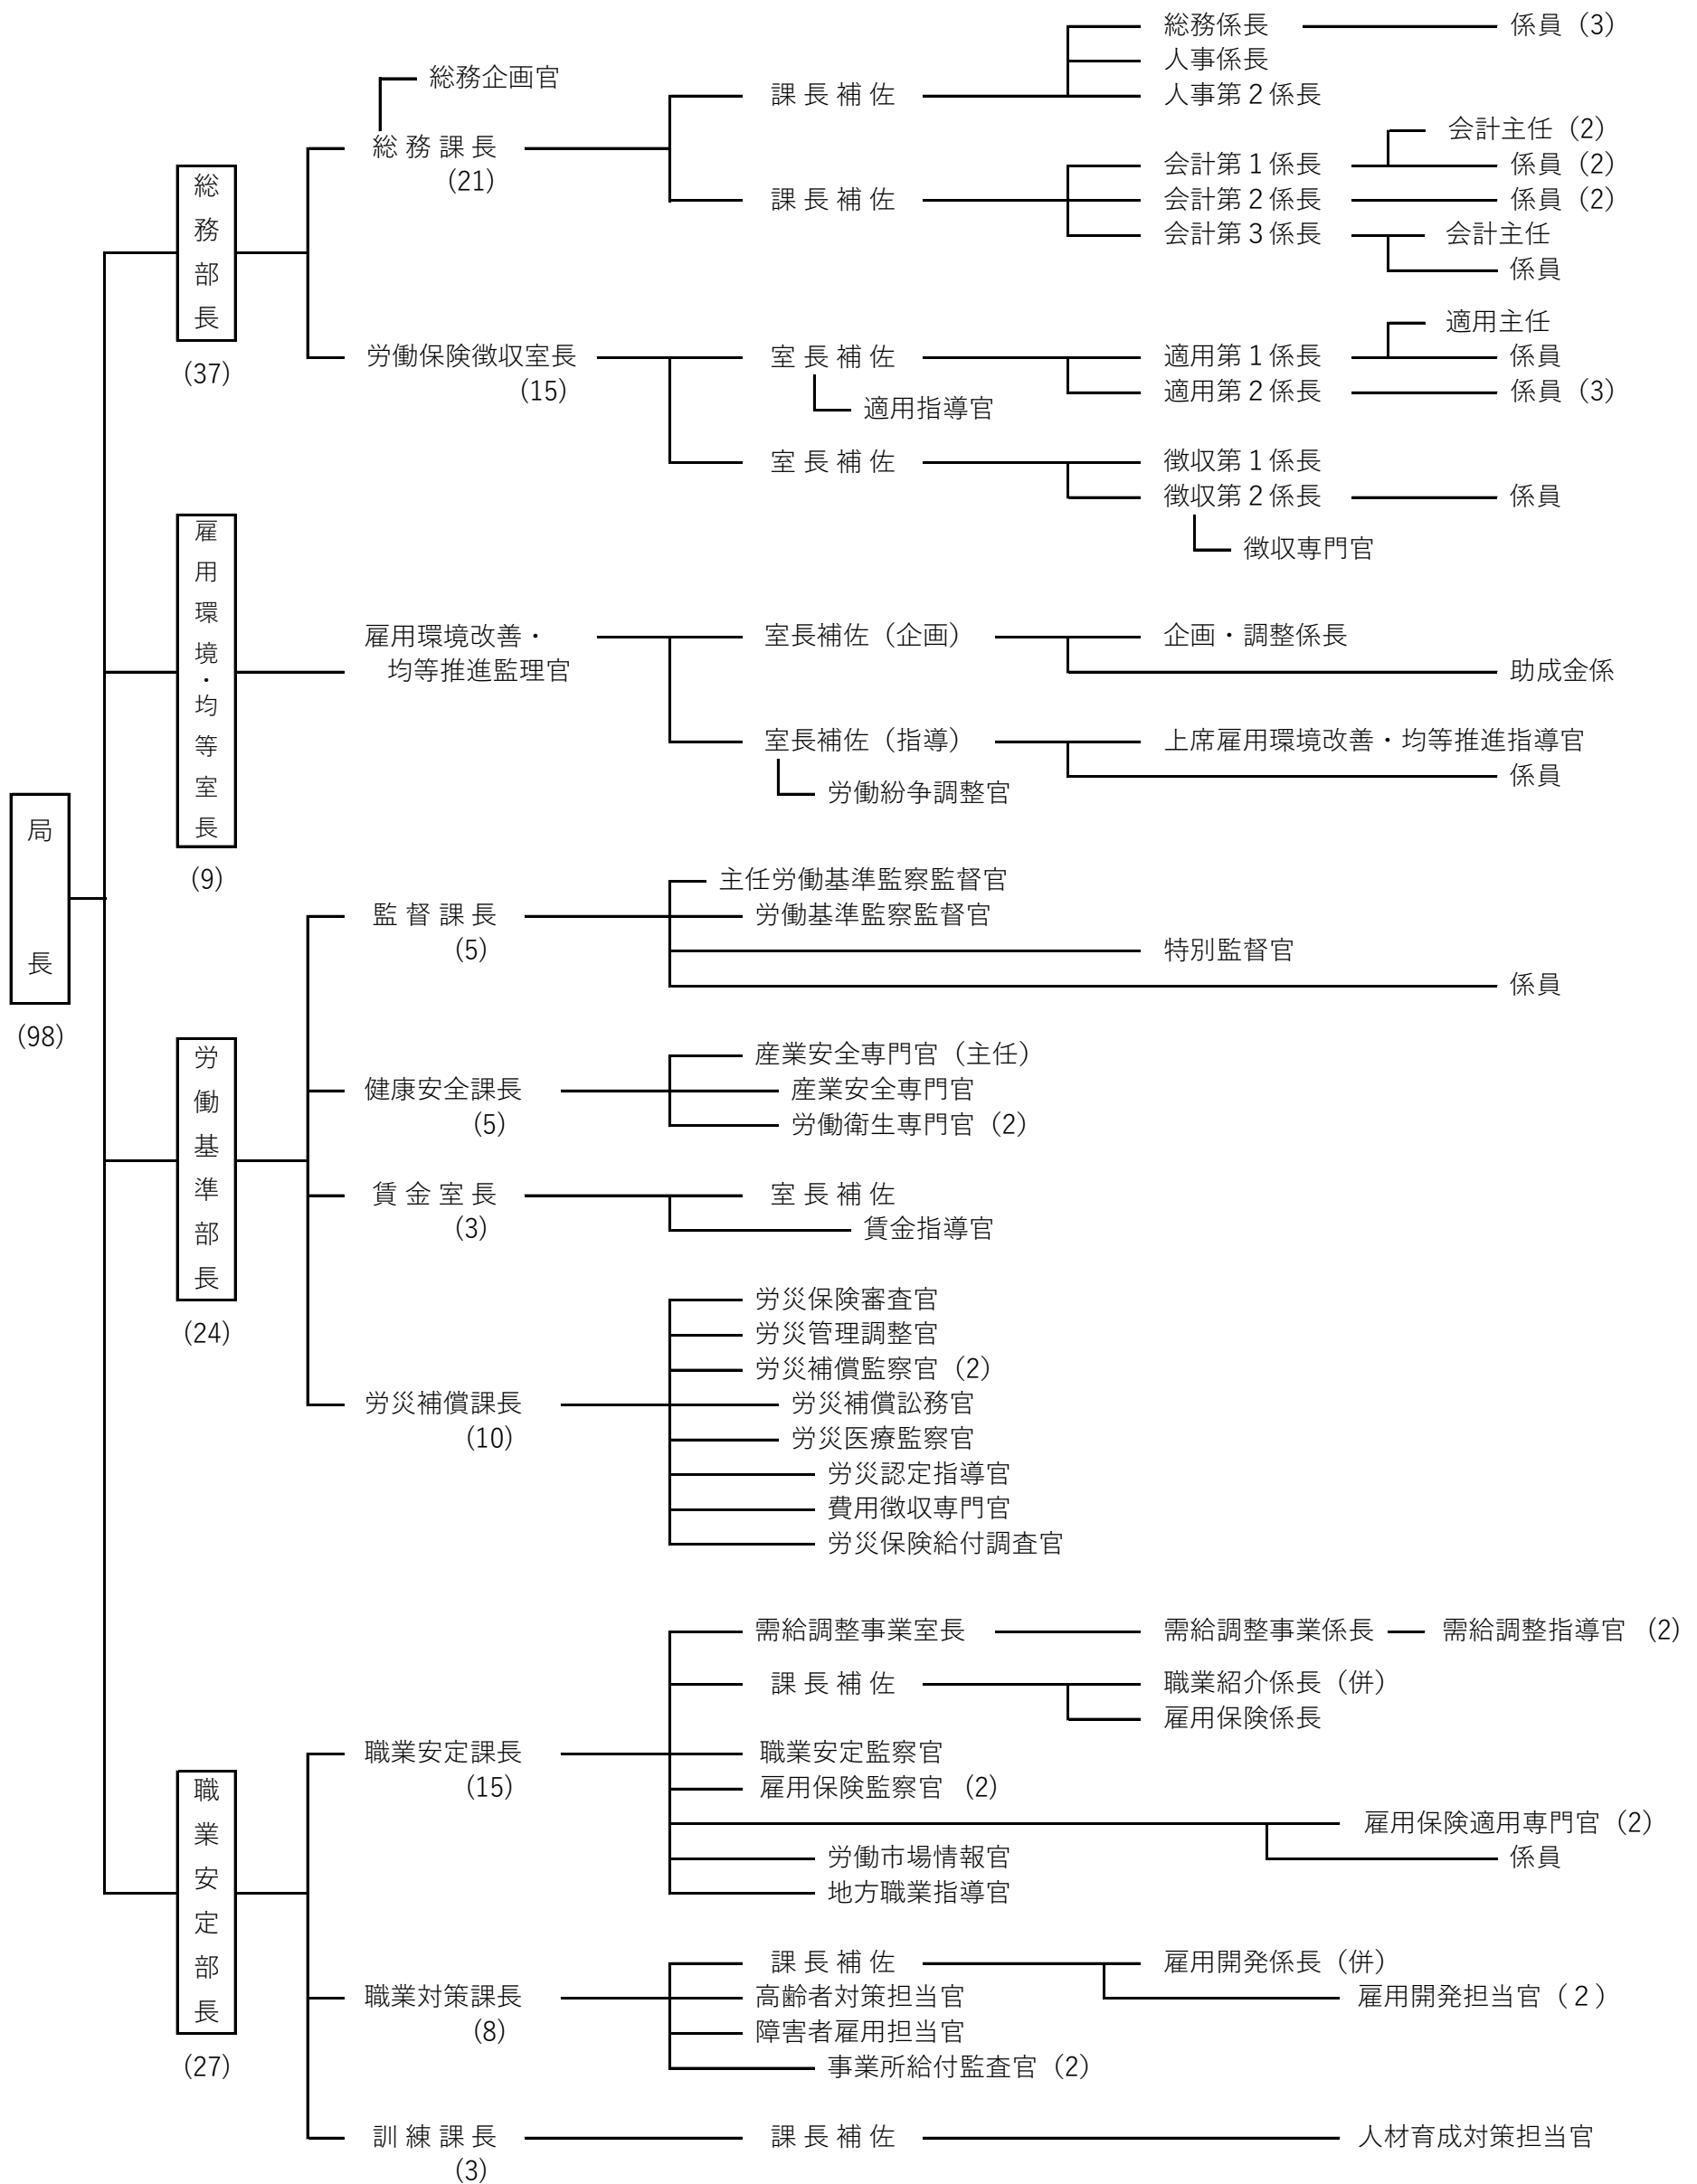 総務係長 係員（3）
総務企画官 人事係長
課長補佐 人事第２係長
会計主任（2）
総務課長 会計第１係長 係員（2）
(21)
課長補佐 会計第２係長 係員（2）
会計第３係長 会計主任
係員
総務部長
(37)
適用主任
労働保険徴収室長 室長補佐 適用第１係長 係員
(15) 適用第２係長 係員（3）
適用指導官
室長補佐 徴収第１係長
徴収第２係長 係員
徴収専門官
雇用環境・均等室長
(9)
雇用環境改善・ 室長補佐（企画） 企画・調整係長
均等推進監理官 助成金係
室長補佐（指導） 上席雇用環境改善・均等推進指導官
係員
労働紛争調整官
局長
(98)
主任労働基準監察監督官
監督課長 労働基準監察監督官
(5) 特別監督官
係員
労働基準部長
(24)
産業安全専門官（主任）
健康安全課長 産業安全専門官
(5) 労働衛生専門官（2）
賃金室長 室長補佐
(3) 賃金指導官
労災保険審査官
労災管理調整官
労災補償監察官（2）
労災補償課長 労災補償訟務官
(10) 労災医療監察官
労災認定指導官
費用徴収専門官
労災保険給付調査官
需給調整事業室長 需給調整事業係長 需給調整指導官（2）
課長補佐 職業紹介係長（併）
雇用保険係長
職業安定課長 職業安定監察官
(15) 雇用保険監察官（2）
雇用保険適用専門官（2）
労働市場情報官 係員
地方職業指導官
職業安定部長
(27)
課長補佐 雇用開発係長（併）
職業対策課長 高齢者対策担当官 雇用開発担当官（２）
(8) 障害者雇用担当官
事業所給付監査官（2）
訓練課長 課長補佐 人材育成対策担当官
(3)